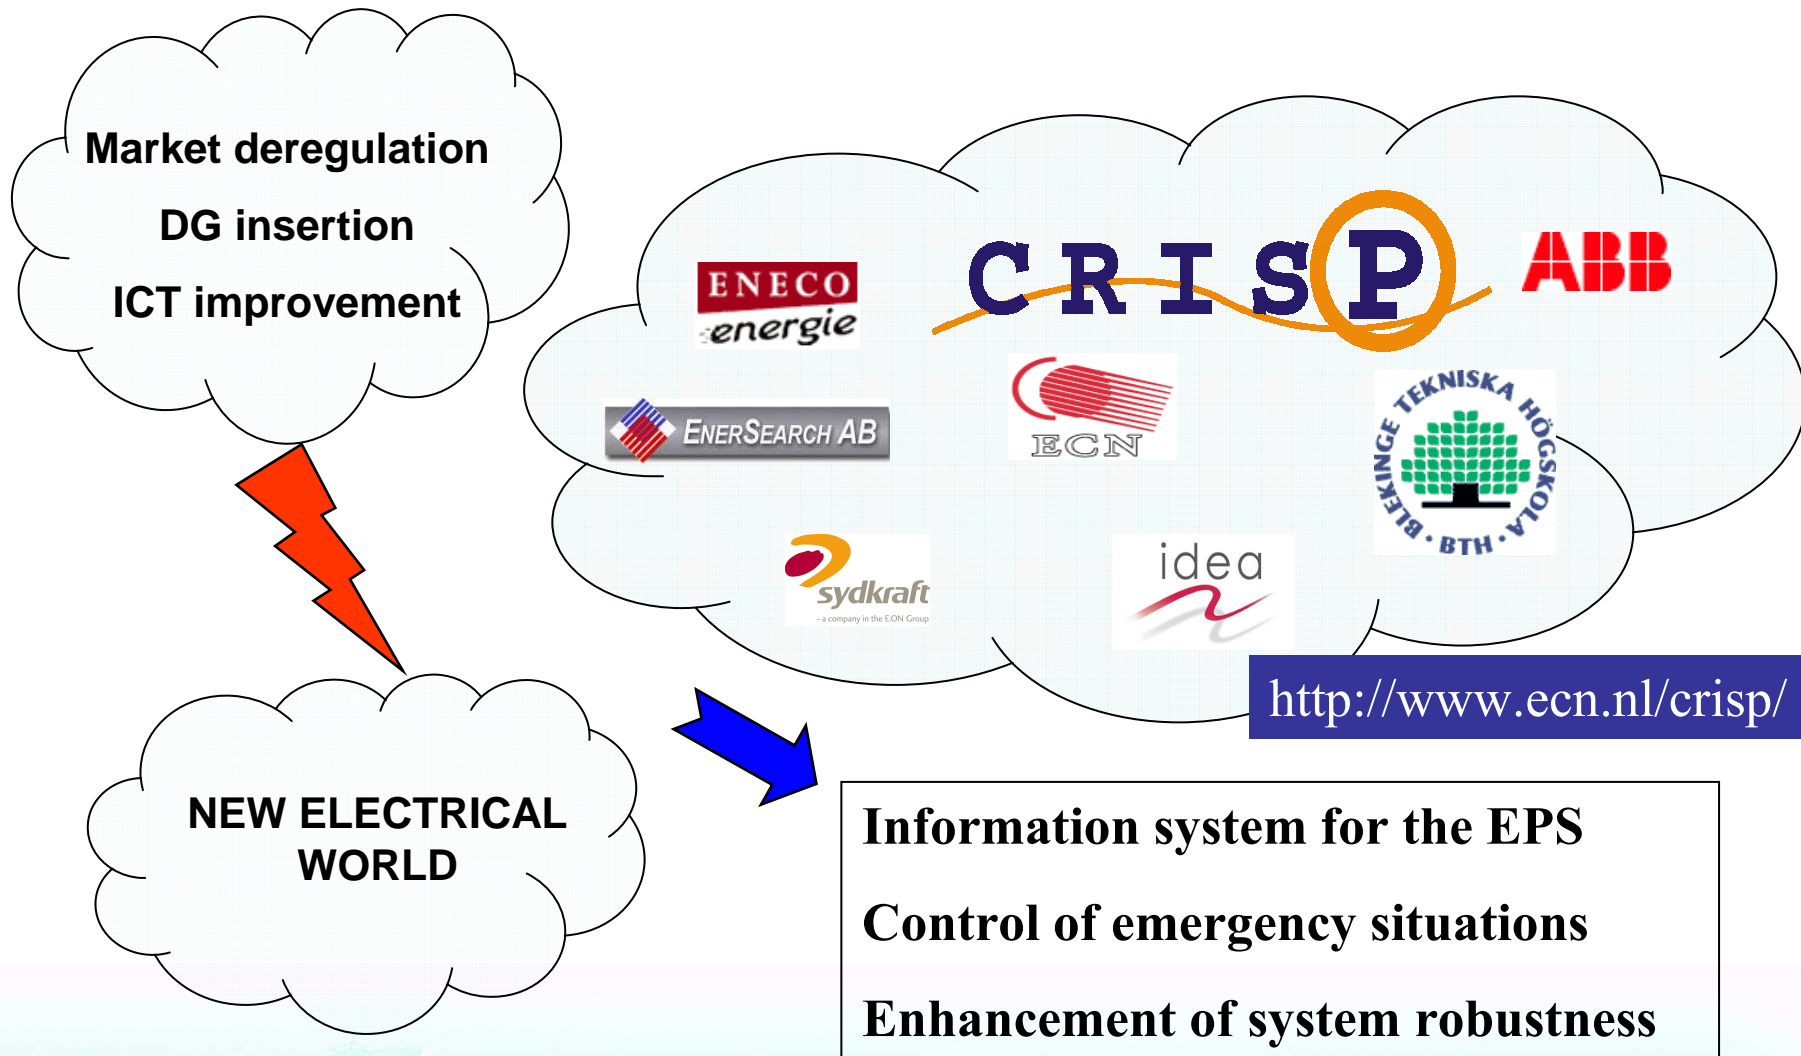 Market deregulation
DG insertion
ICT improvement
CRISP
ABB
ENECO
energie
ENERSEARCH AB
ECN
BLEKINGE TEKNISKA HÖGSKOLA · BTH ·
sydkraft
– a company in the E.ON Group
idea
http://www.ecn.nl/crisp/
NEW ELECTRICAL
WORLD
Information system for the EPS
Control of emergency situations
Enhancement of system robustness